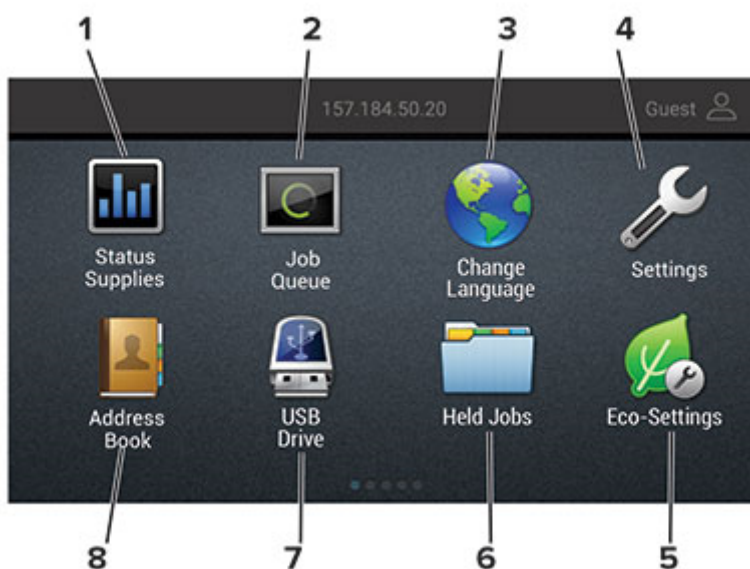 1 2 3 4
157.184.50.20 Guest
Status
Supplies
Job
Queue
Change
Language
Settings
Address
Book
USB
Drive
Held Jobs
Eco-Settings
8 7 6 5